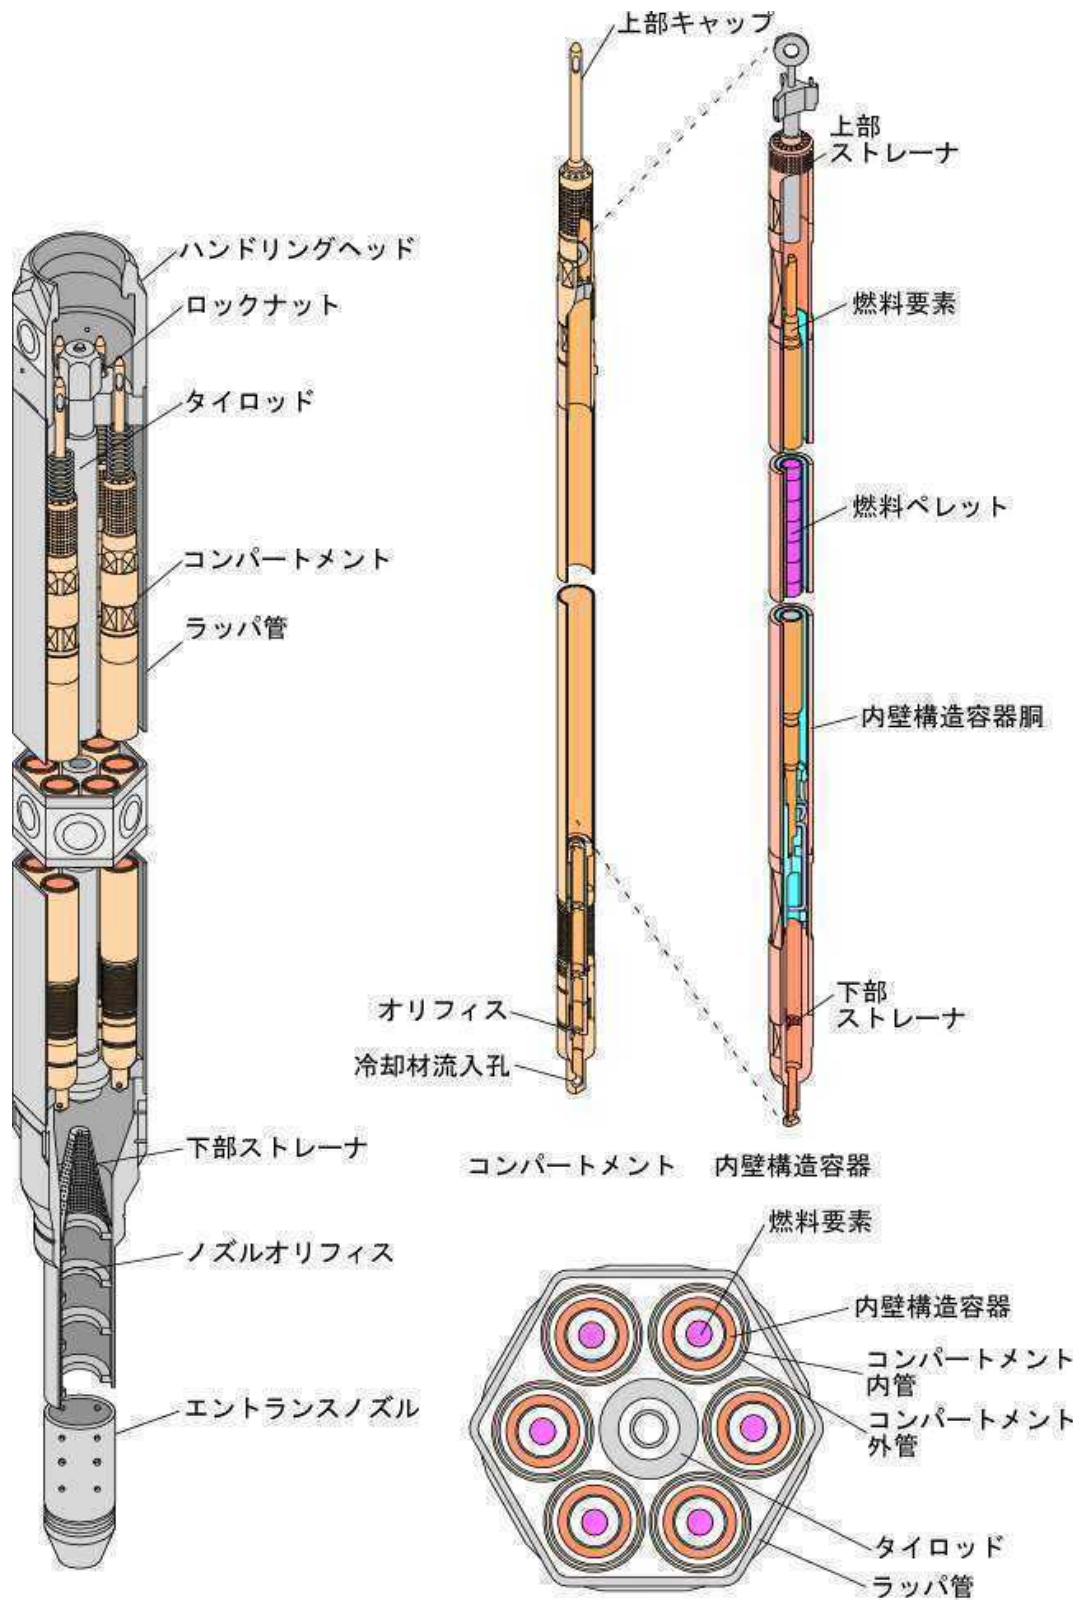 上部キャップ
上部
ストレーナ
ハンドリングヘッド
ロックナット
燃料要素
タイロッド
燃料ペレット
コンパートメント
ラッパ管
内壁構造容器胴
オリフィス
下部
ストレーナ
冷却材流入孔
下部ストレーナ
コンパートメント
内壁構造容器
燃料要素
ノズルオリフィス
内壁構造容器
コンパートメント
内管
エントランスノズル
コンパートメント
外管
タイロッド
ラッパ管